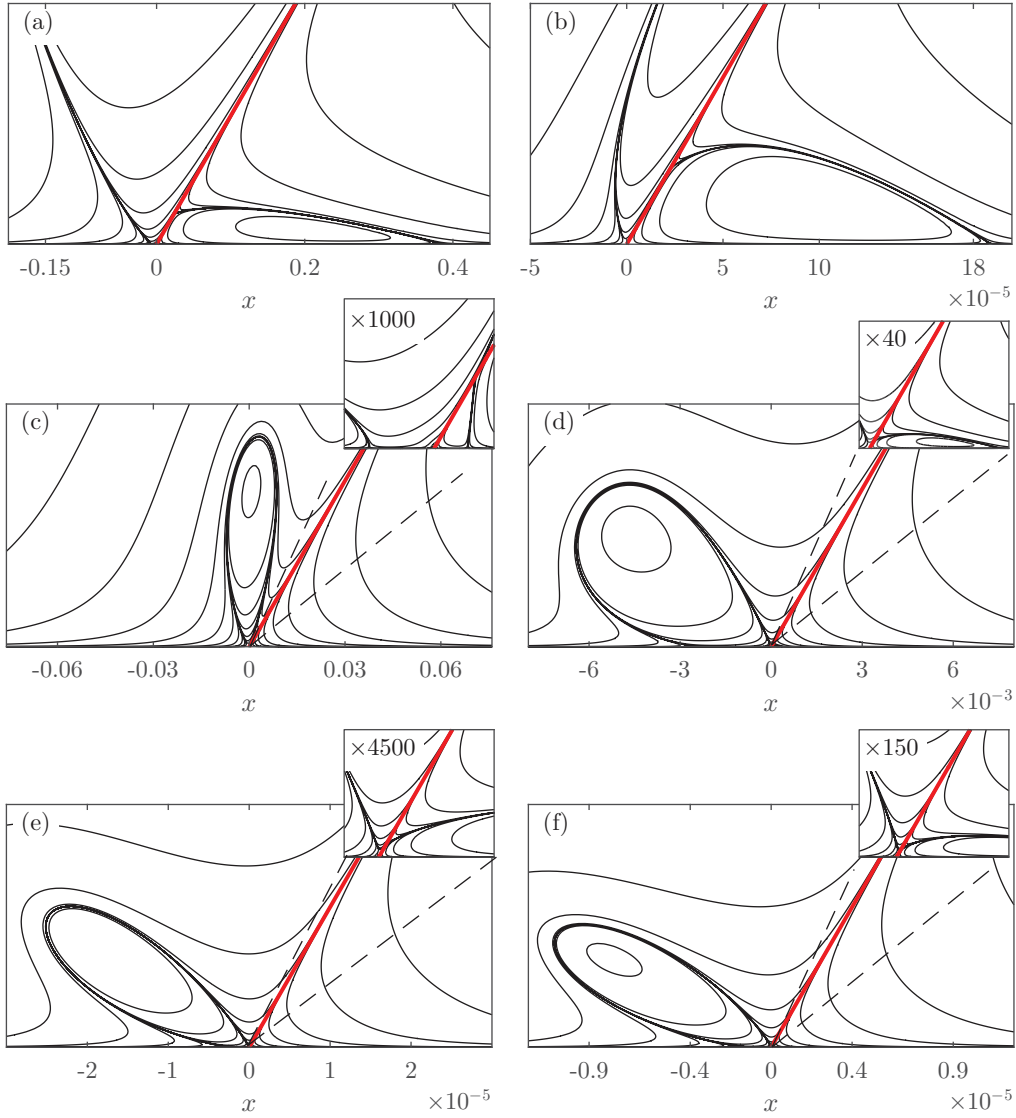 (a)
(b)
-0.15 0 0.2 0.4
-5 0 5 10 18
x
x
×10⁻⁵
×1000
×40
(c)
(d)
-0.06 -0.03 0 0.03 0.06
-6 -3 0 3 6
x
x
×10⁻³
×4500
×150
(e)
(f)
-2 -1 0 1 2
-0.9 -0.4 0 0.4 0.9
x
×10⁻⁵
x
×10⁻⁵